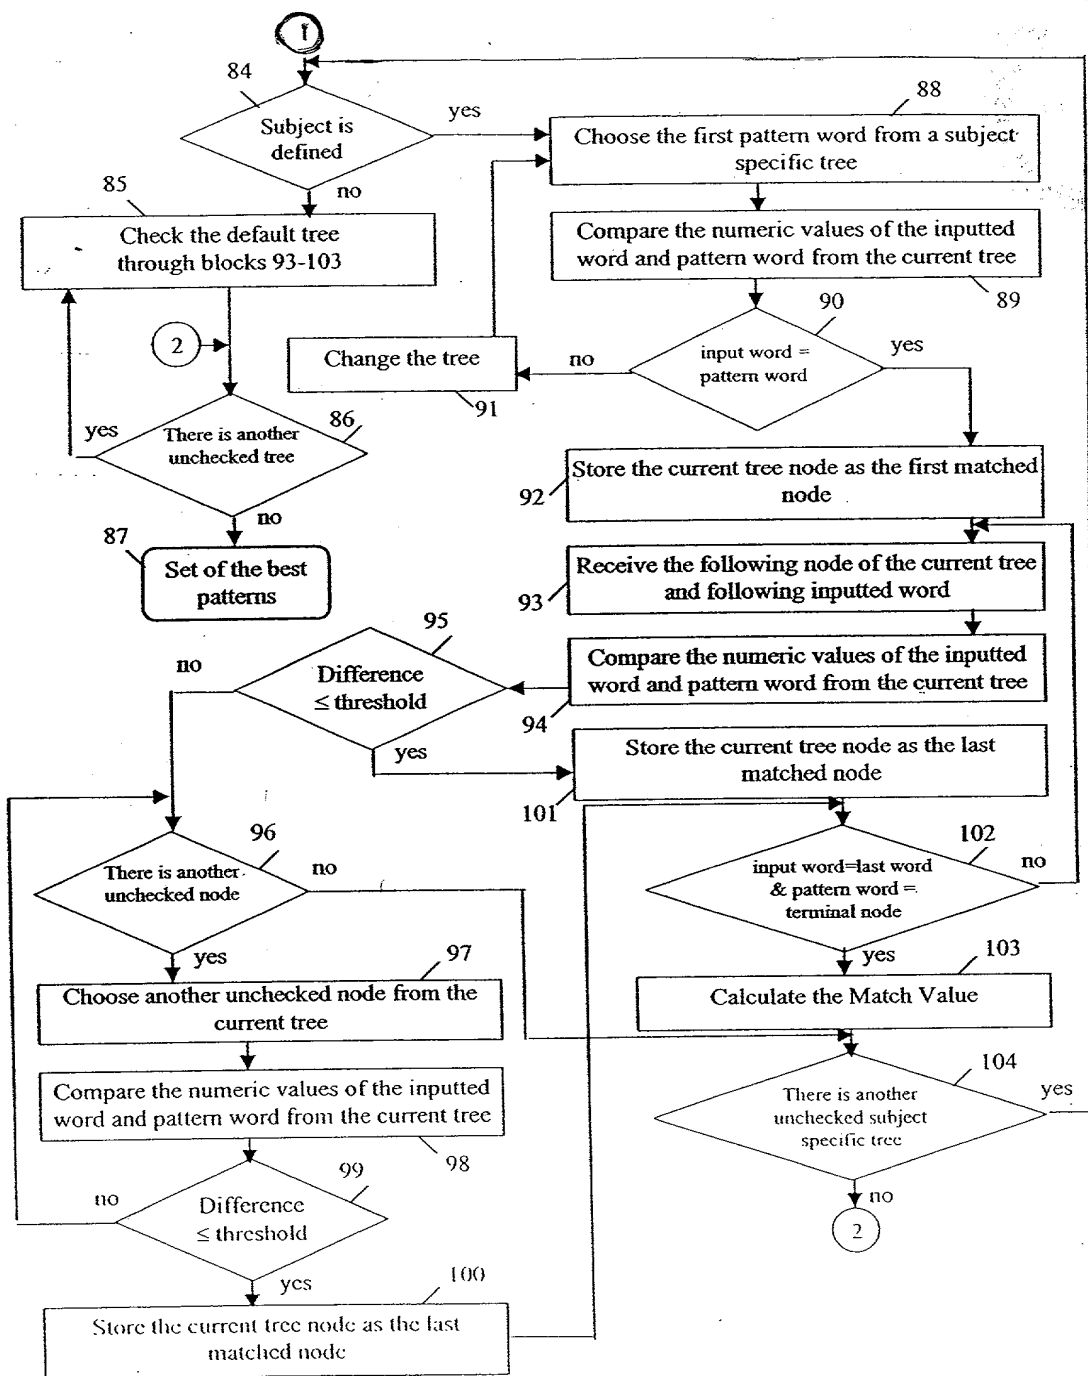 1
84
Subject is
defined
yes
no
88
Choose the first pattern word from a subject
specific tree
85
Check the default tree
through blocks 93-103
Compare the numeric values of the inputted
word and pattern word from the current tree
89
2
Change the tree
91
no
90
input word =
pattern word
yes
yes
86
There is another
unchecked tree
no
87
Set of the best
patterns
92
Store the current tree node as the first matched
node
93
Receive the following node of the current tree
and following inputted word
94
Compare the numeric values of the inputted
word and pattern word from the current tree
95
no
Difference
≤ threshold
yes
101
Store the current tree node as the last
matched node
96
There is another
unchecked node
no
yes
102
input word=last word
& pattern word =
terminal node
no
yes
97
Choose another unchecked node from the
current tree
103
Calculate the Match Value
Compare the numeric values of the inputted
word and pattern word from the current tree
98
104
There is another
unchecked subject
specific tree
yes
no
2
99
no
Difference
≤ threshold
yes
100
Store the current tree node as the last
matched node